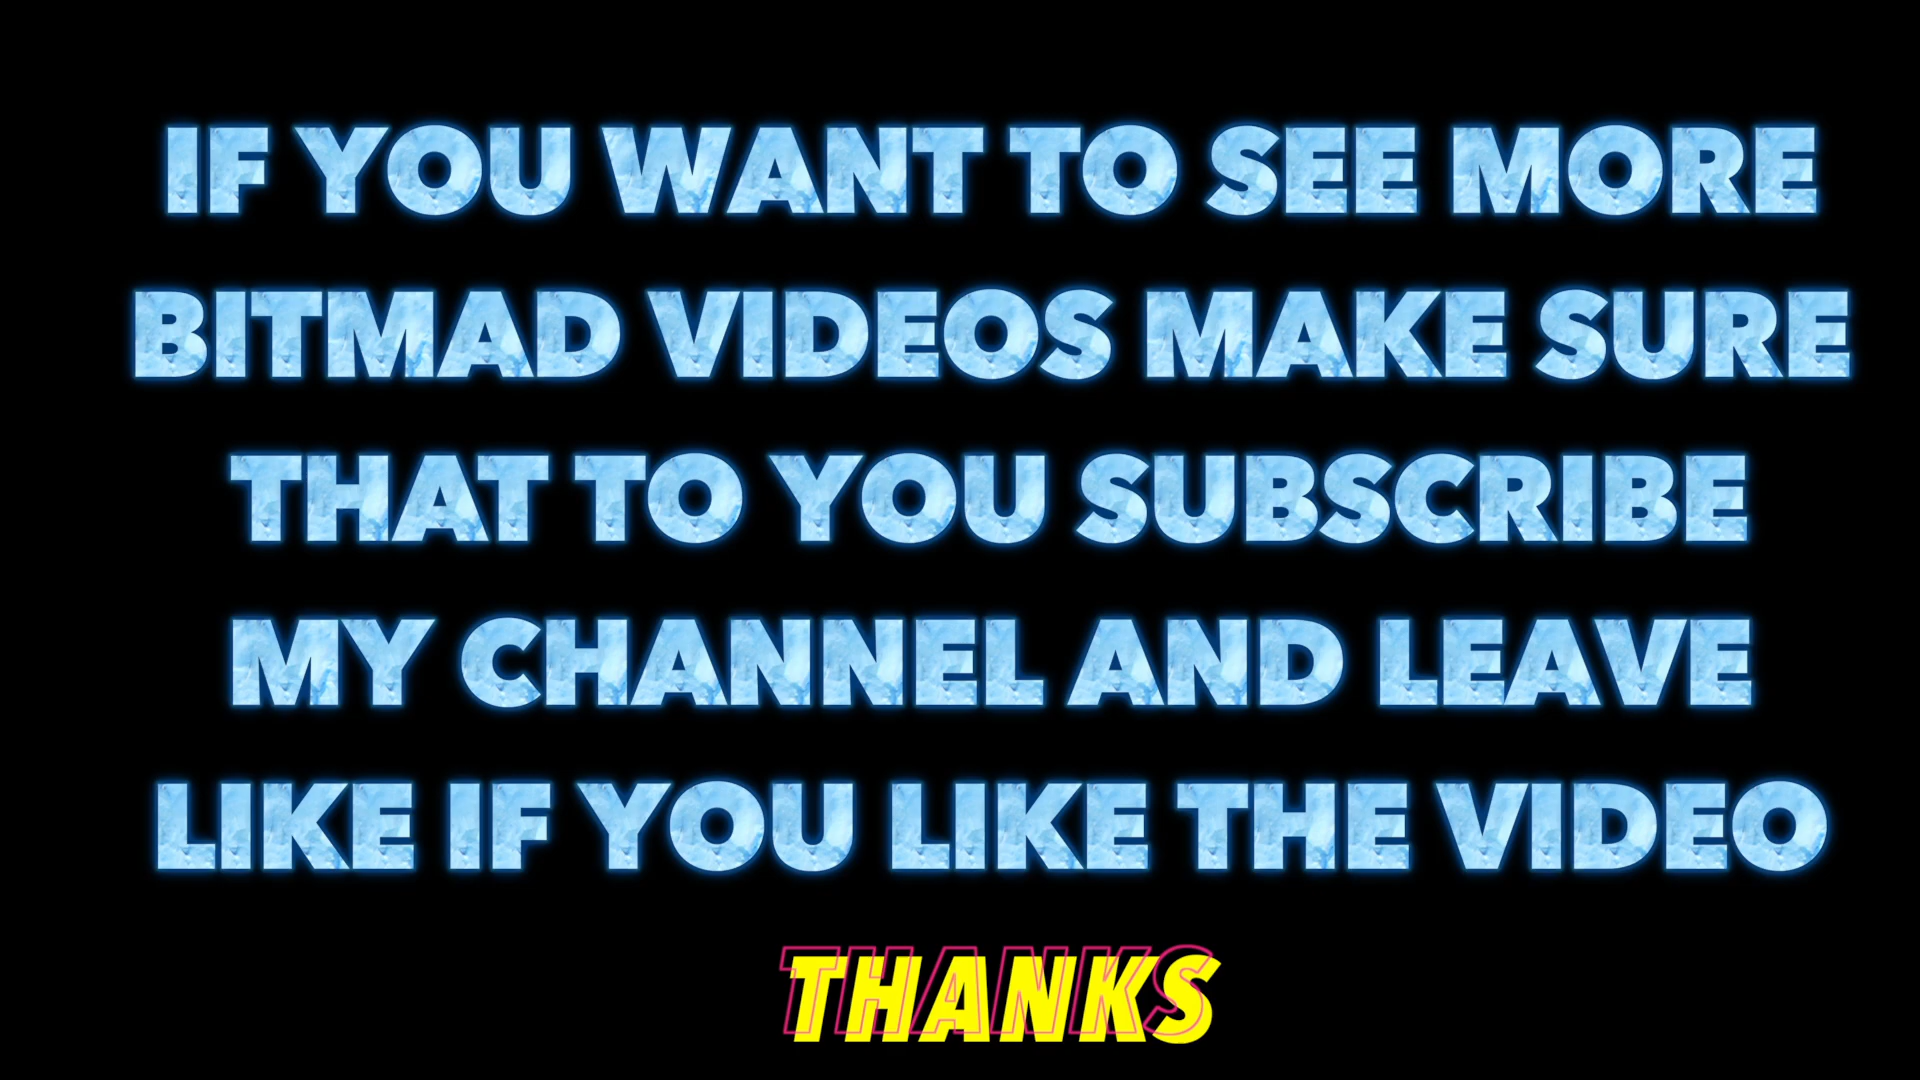 IF YOU WANT TO SEE MORE
BITMAD VIDEOS MAKE SURE
THAT TO YOU SUBSCRIBE
MY CHANNEL AND LEAVE
LIKE IF YOU LIKE THE VIDEO
THANKS